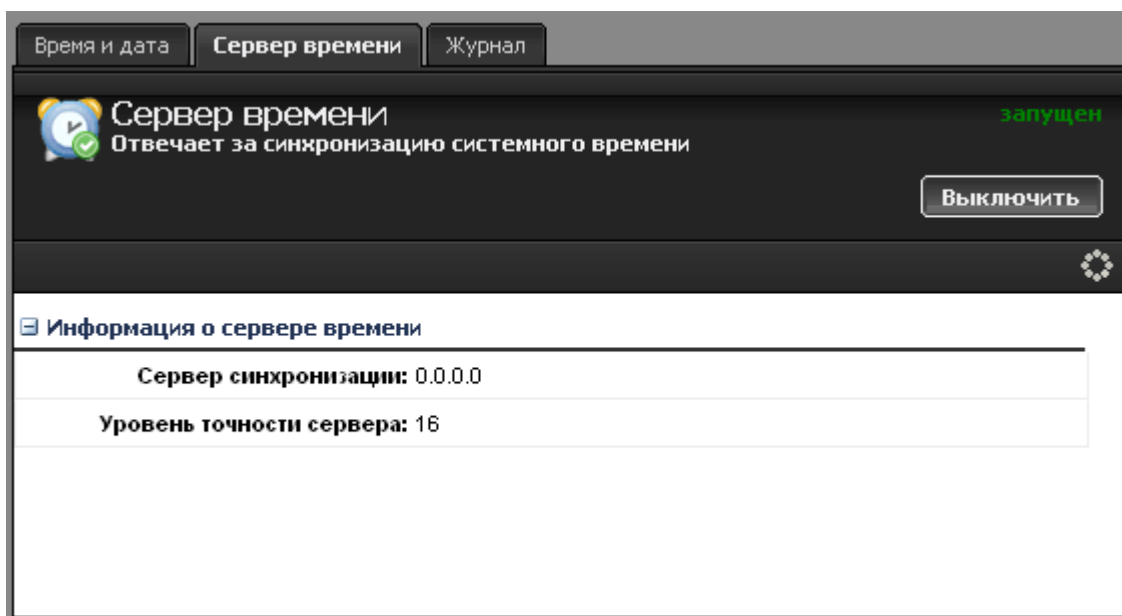 Время и дата
Сервер времени
Журнал
Сервер времени
запущен
Отвечает за синхронизацию системного времени
Выключить
Информация о сервере времени
Сервер синхронизации: 0.0.0.0
Уровень точности сервера: 16